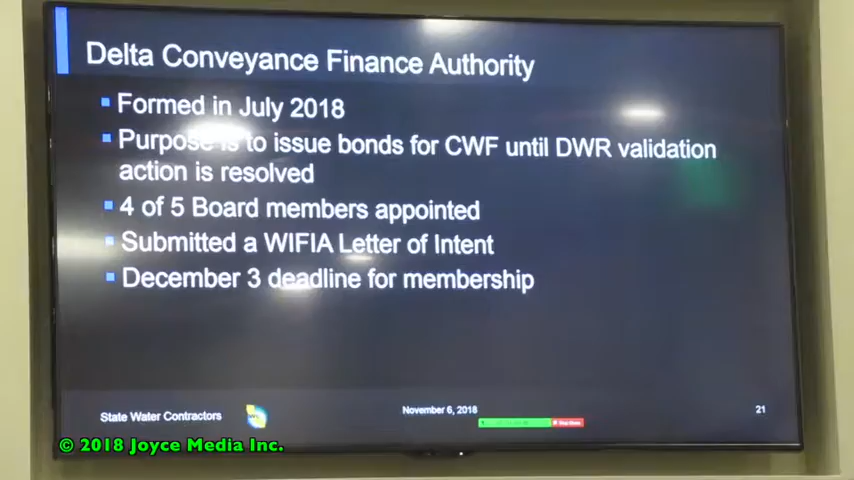 Delta Conveyance Finance Authority
Formed in July 2018
Purpose is to issue bonds for CWF until DWR validation
action is resolved
4 of 5 Board members appointed
Submitted a WIFIA Letter of Intent
December 3 deadline for membership
State Water Contractors
November 6, 2018
21
© 2018 Joyce Media Inc.